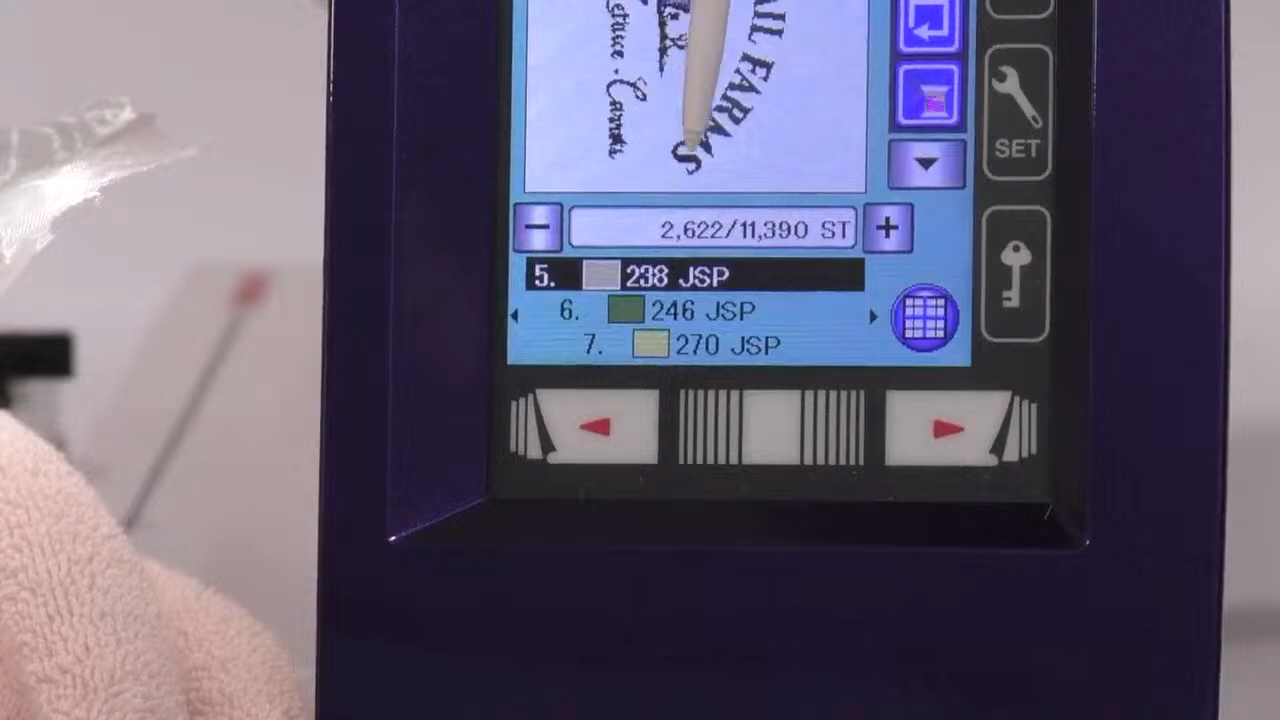 AIL FARMS
Lettuce · Carrots
SET
− 2,622/11,390 ST +
5. 238 JSP
6. 246 JSP
7. 270 JSP